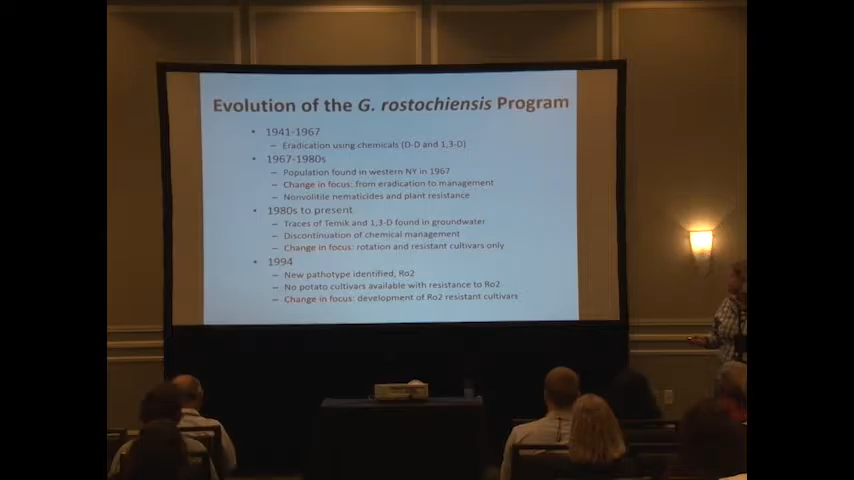 Evolution of the G. rostochiensis Program
• 1941-1967
– Eradication using chemicals (D-D and 1,3-D)
• 1967-1980s
– Population found in western NY in 1967
– Change in focus: from eradication to management
– Nonvolitile nematicides and plant resistance
• 1980s to present
– Traces of Temik and 1,3-D found in groundwater
– Discontinuation of chemical management
– Change in focus: rotation and resistant cultivars only
• 1994
– New pathotype identified, Ro2
– No potato cultivars available with resistance to Ro2
– Change in focus: development of Ro2 resistant cultivars